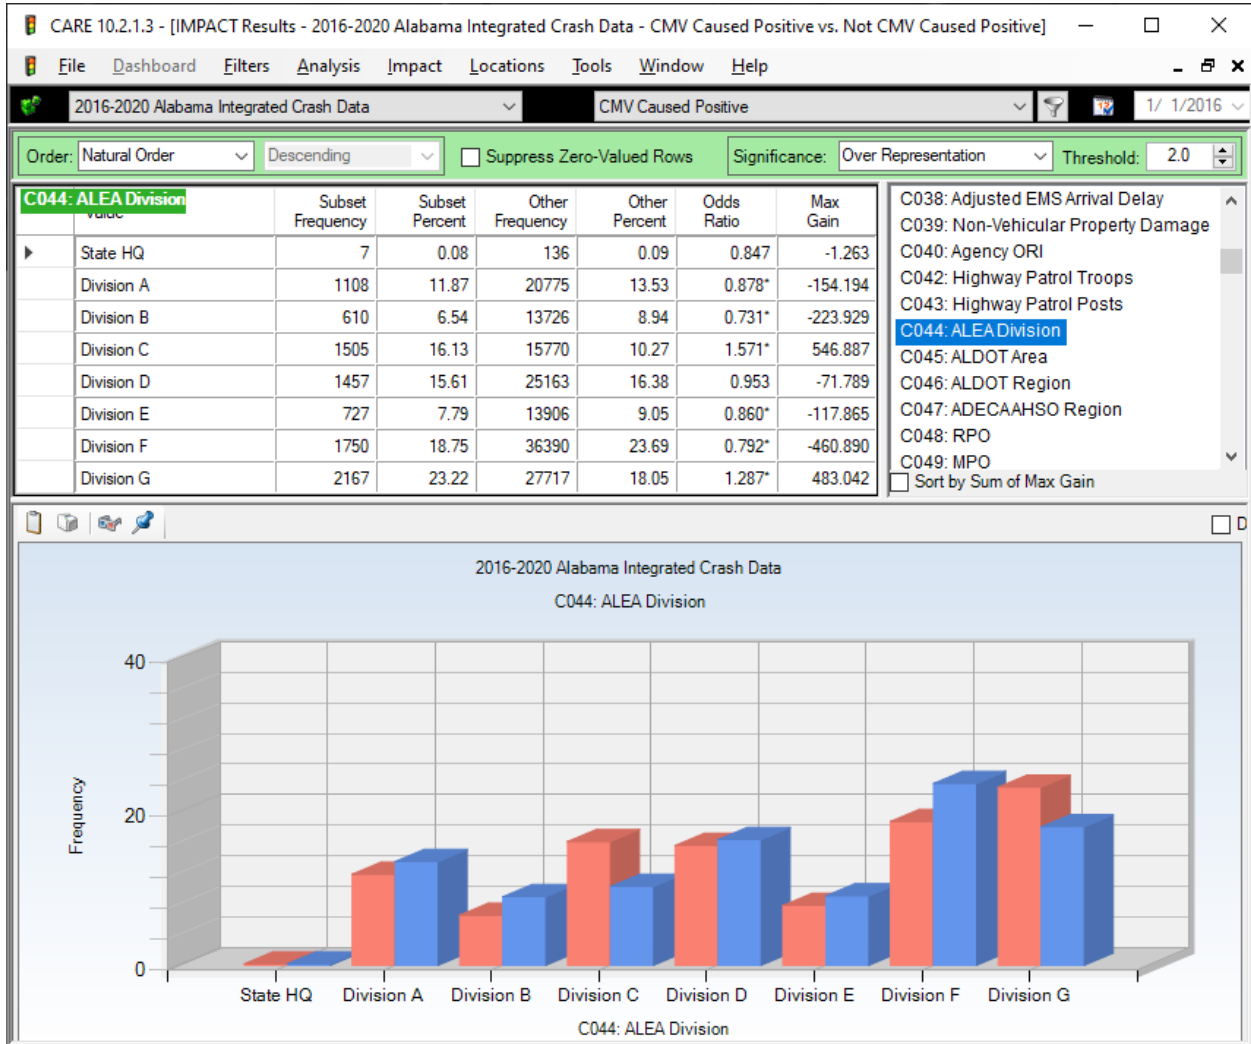 CARE 10.2.1.3 - [IMPACT Results - 2016-2020 Alabama Integrated Crash Data - CMV Caused Positive vs. Not CMV Caused Positive]
File Dashboard Filters Analysis Impact Locations Tools Window Help
2016-2020 Alabama Integrated Crash Data CMV Caused Positive 1/ 1/2016
Order: Natural Order Descending Suppress Zero-Valued Rows Significance: Over Representation Threshold: 2.0
C044: ALEA Division
Value Subset Frequency Subset Percent Other Frequency Other Percent Odds Ratio Max Gain
State HQ 7 0.08 136 0.09 0.847 -1.263
Division A 1108 11.87 20775 13.53 0.878* -154.194
Division B 610 6.54 13726 8.94 0.731* -223.929
Division C 1505 16.13 15770 10.27 1.571* 546.887
Division D 1457 15.61 25163 16.38 0.953 -71.789
Division E 727 7.79 13906 9.05 0.860* -117.865
Division F 1750 18.75 36390 23.69 0.792* -460.890
Division G 2167 23.22 27717 18.05 1.287* 483.042
C038: Adjusted EMS Arrival Delay
C039: Non-Vehicular Property Damage
C040: Agency ORI
C042: Highway Patrol Troops
C043: Highway Patrol Posts
C044: ALEA Division
C045: ALDOT Area
C046: ALDOT Region
C047: ADECAAHSO Region
C048: RPO
C049: MPO
Sort by Sum of Max Gain
D
2016-2020 Alabama Integrated Crash Data
C044: ALEA Division
40
20
0
Frequency
State HQ Division A Division B Division C Division D Division E Division F Division G
C044: ALEA Division